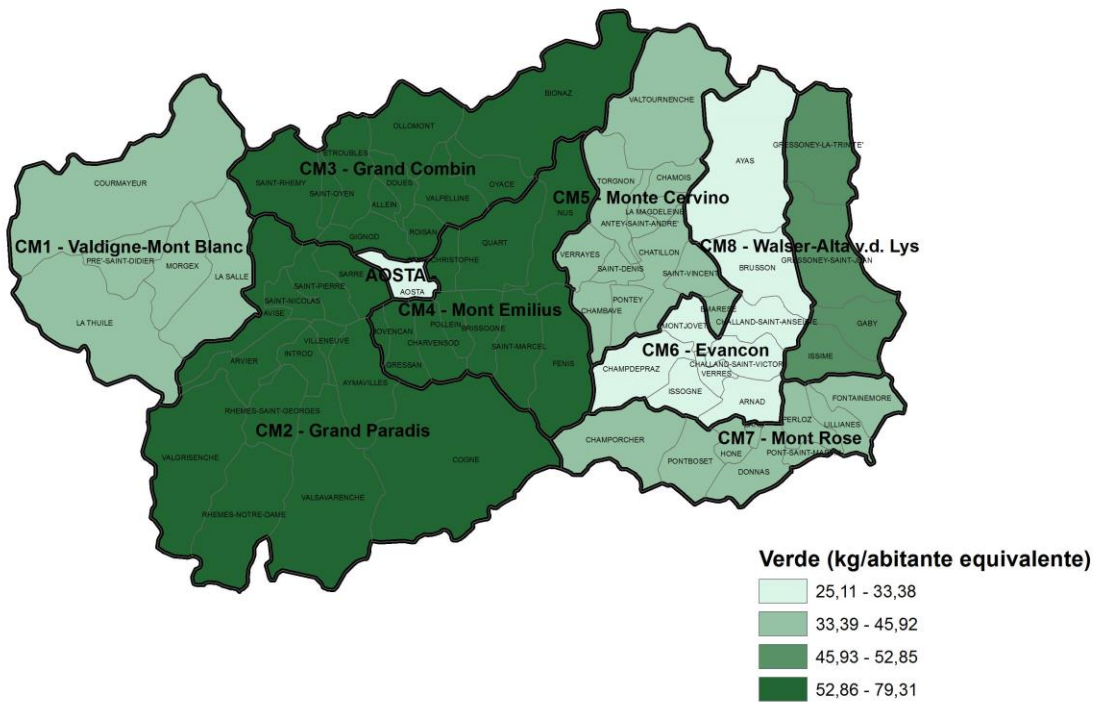 BIONAZ
VALTOURNENCHE
OLLOMONT
ETROUBLES
CM3 - Grand Combin
AYAS
GRESSONEY-LA-TRINITE'
COURMAYEUR
SAINT-RHEMY
SAINT-OYEN
DOUES
ALLEIN
VALPELLINE
OYACE
TORGNON
CHAMOIS
CM5 - Monte Cervino
NUS
LA MAGDELEINE
ANTEY-SAINT-ANDRE'
GIGNOD
ROISAN
QUART
CM1 - Valdigne-Mont Blanc
PRE'-SAINT-DIDIER
MORGEX
LA SALLE
CHRISTOPHE
VERRAYES
CHATILLON
CM8 - Walser-Alta v.d. Lys
GRESSONEY-SAINT-JEAN
BRUSSON
SARRE
AOSTA -
AOSTA
SAINT-DENIS
SAINT-VINCENT
SAINT-PIERRE
SAINT-NICOLAS
AVISE
CM4 - Mont Emilius
PONTEY
CHAMBAVE
EMARESE
LA THUILE
JOVENCAN
POLLEIN
BRISSOGNE
CHARVENSOD
SAINT-MARCEL
MONTJOVET
CHALLAND-SAINT-ANSELME
GABY
VILLENEUVE
INTROD
ARVIER
GRESSAN
FENIS
CM6 - Evancon
CHALLAND-SAINT-VICTOR
ISSIME
CHAMPDEPRAZ
VERRES
AYMAVILLES
ISSOGNE
ARNAD
FONTAINEMORE
RHEMES-SAINT-GEORGES
PERLOZ
LILLIANES
CM2 - Grand Paradis
CHAMPORCHER
CM7 - Mont Rose
HONE
PONT-SAINT-MARTIN
VALGRISENCHE
COGNE
PONTBOSET
DONNAS
VALSAVARENCHE
RHEMES-NOTRE-DAME
Verde (kg/abitante equivalente)
25,11 - 33,38
33,39 - 45,92
45,93 - 52,85
52,86 - 79,31